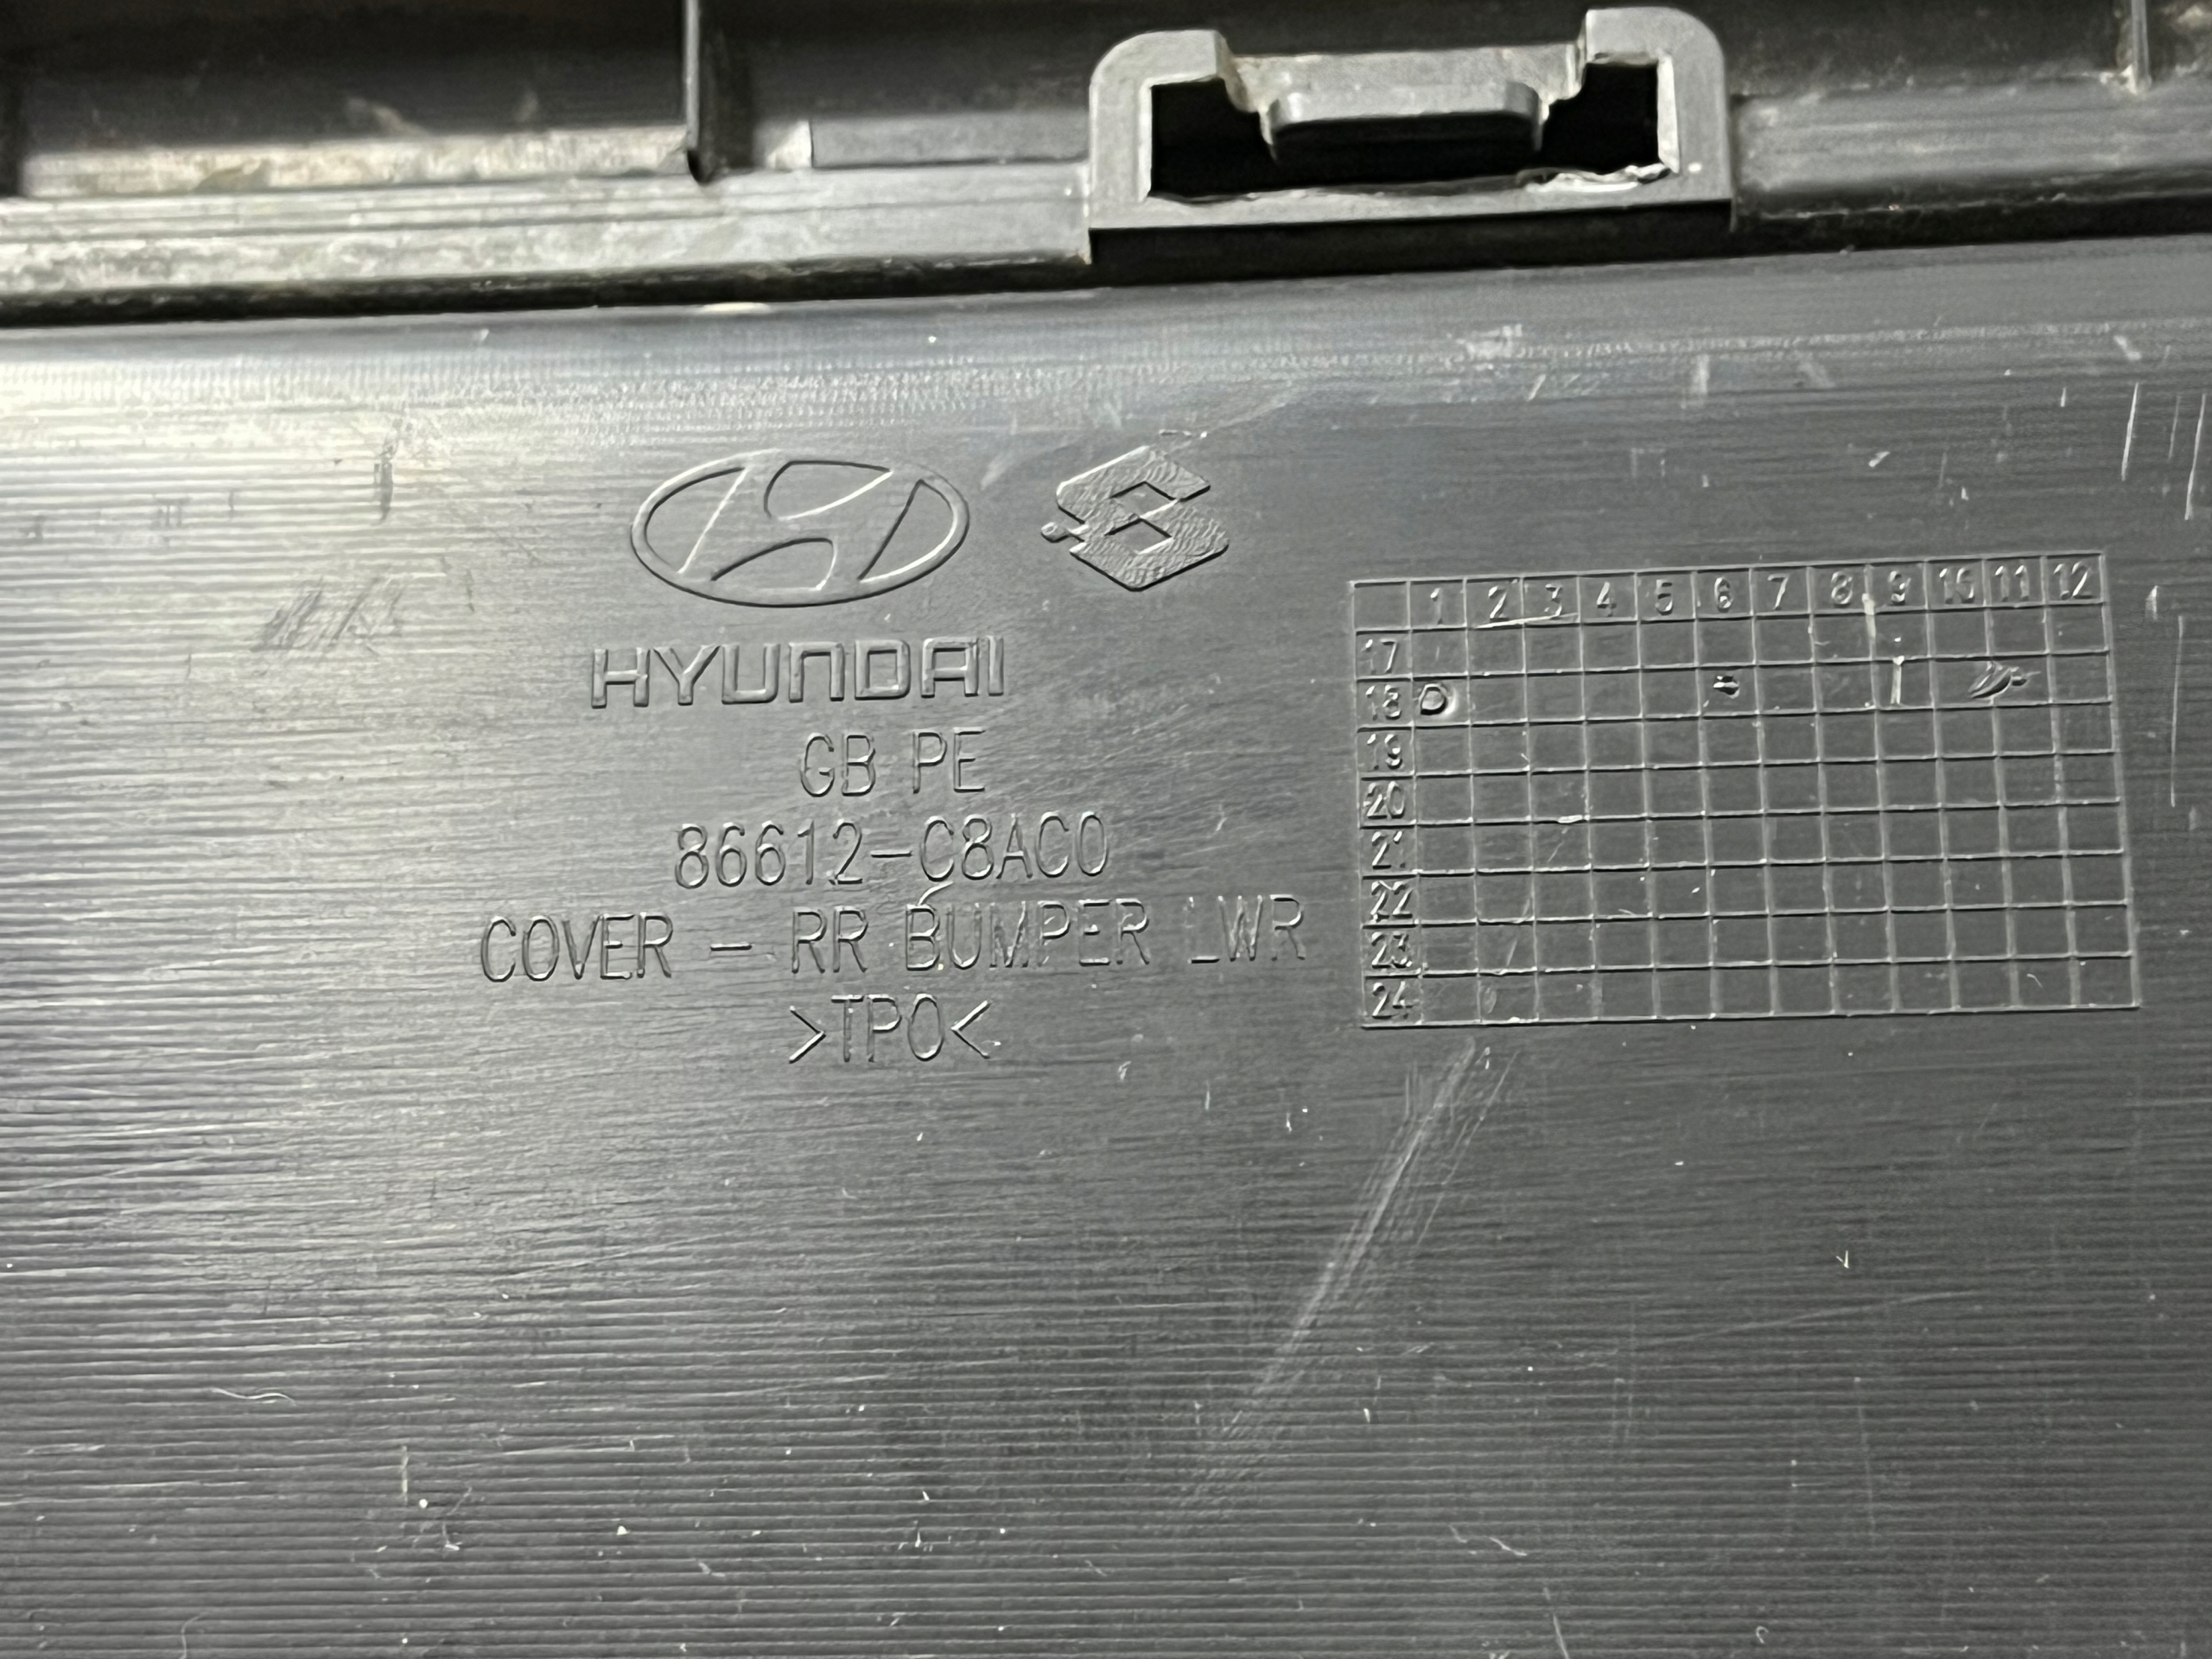 HYUNDAI
GB PE
86612-C8AC0
COVER - RR BUMPER LWR
>TPO<
1 2 3 4 5 6 7 8 9 10 11 12
17
18
19
20
21
22
23
24